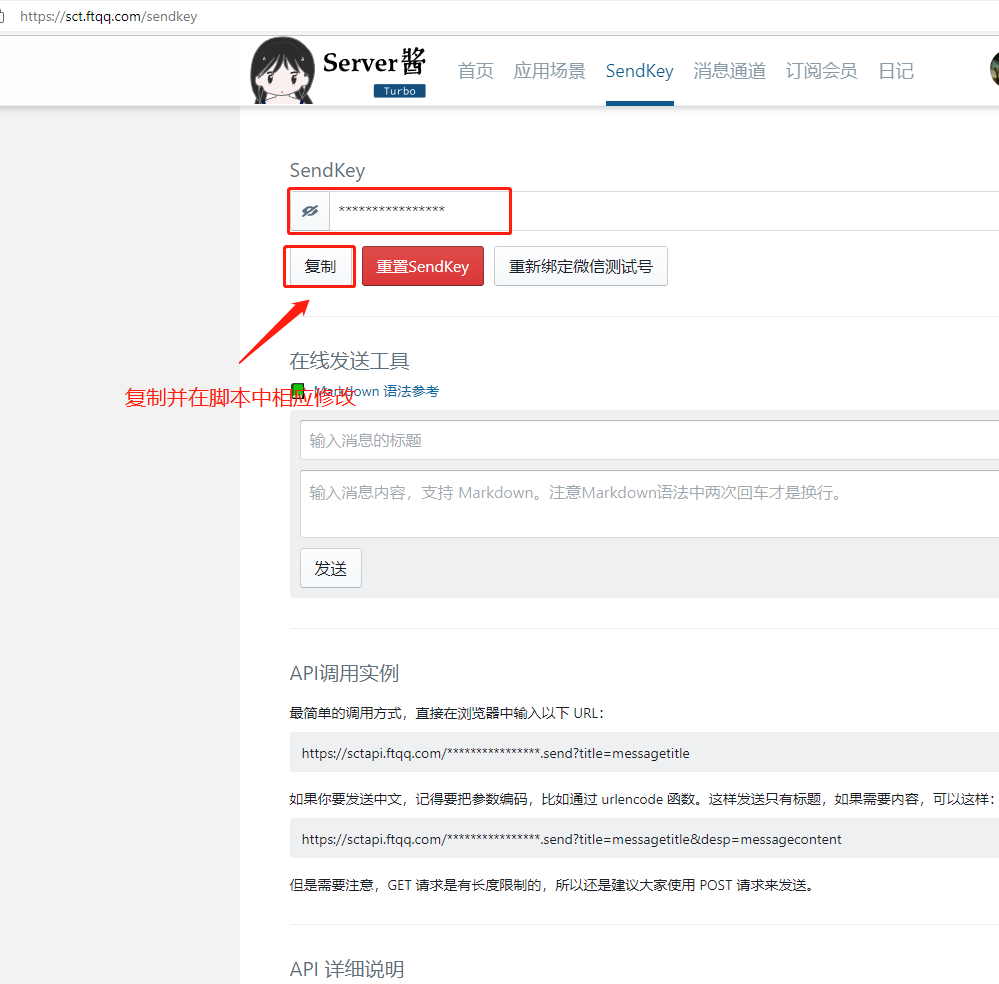 https://sct.ftqq.com/sendkey
Server酱
Turbo
首页 应用场景 SendKey 消息通道 订阅会员 日记
SendKey
****************
复制 重置SendKey 重新绑定微信测试号
在线发送工具
Markdown 语法参考
复制并在脚本中相应修改
输入消息的标题
输入消息内容，支持 Markdown。注意Markdown语法中两次回车才是换行。
发送
API调用实例
最简单的调用方式，直接在浏览器中输入以下 URL：
https://sctapi.ftqq.com/****************.send?title=messagetitle
如果你要发送中文，记得要把参数编码，比如通过 urlencode 函数。这样发送只有标题，如果需要内容，可以这样：
https://sctapi.ftqq.com/****************.send?title=messagetitle&desp=messagecontent
但是需要注意，GET 请求是有长度限制的，所以还是建议大家使用 POST 请求来发送。
API 详细说明